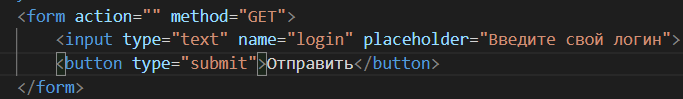 <form action="" method="GET">
<input type="text" name="login" placeholder="Введите свой логин">
<button type="submit">Отправить</button>
</form>